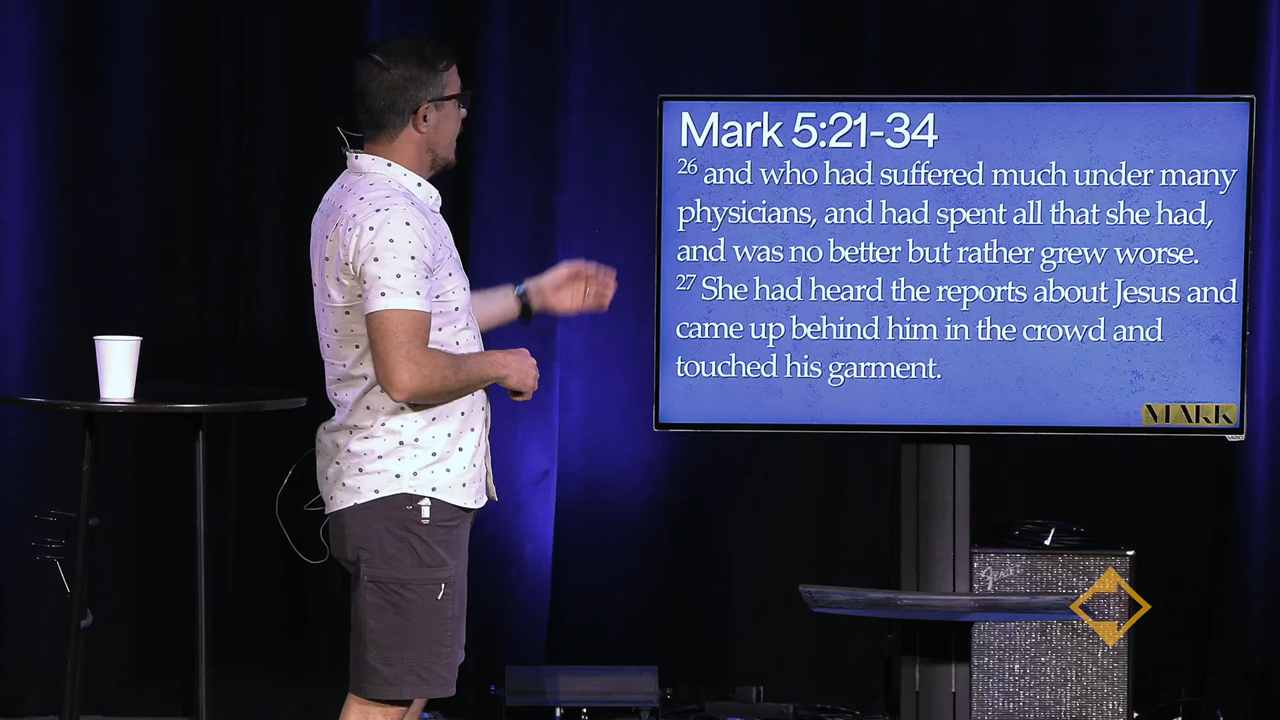 Mark 5:21-34
26 and who had suffered much under many
physicians, and had spent all that she had,
and was no better but rather grew worse.
27 She had heard the reports about Jesus and
came up behind him in the crowd and
touched his garment.
MARK
VIZIO
Fender